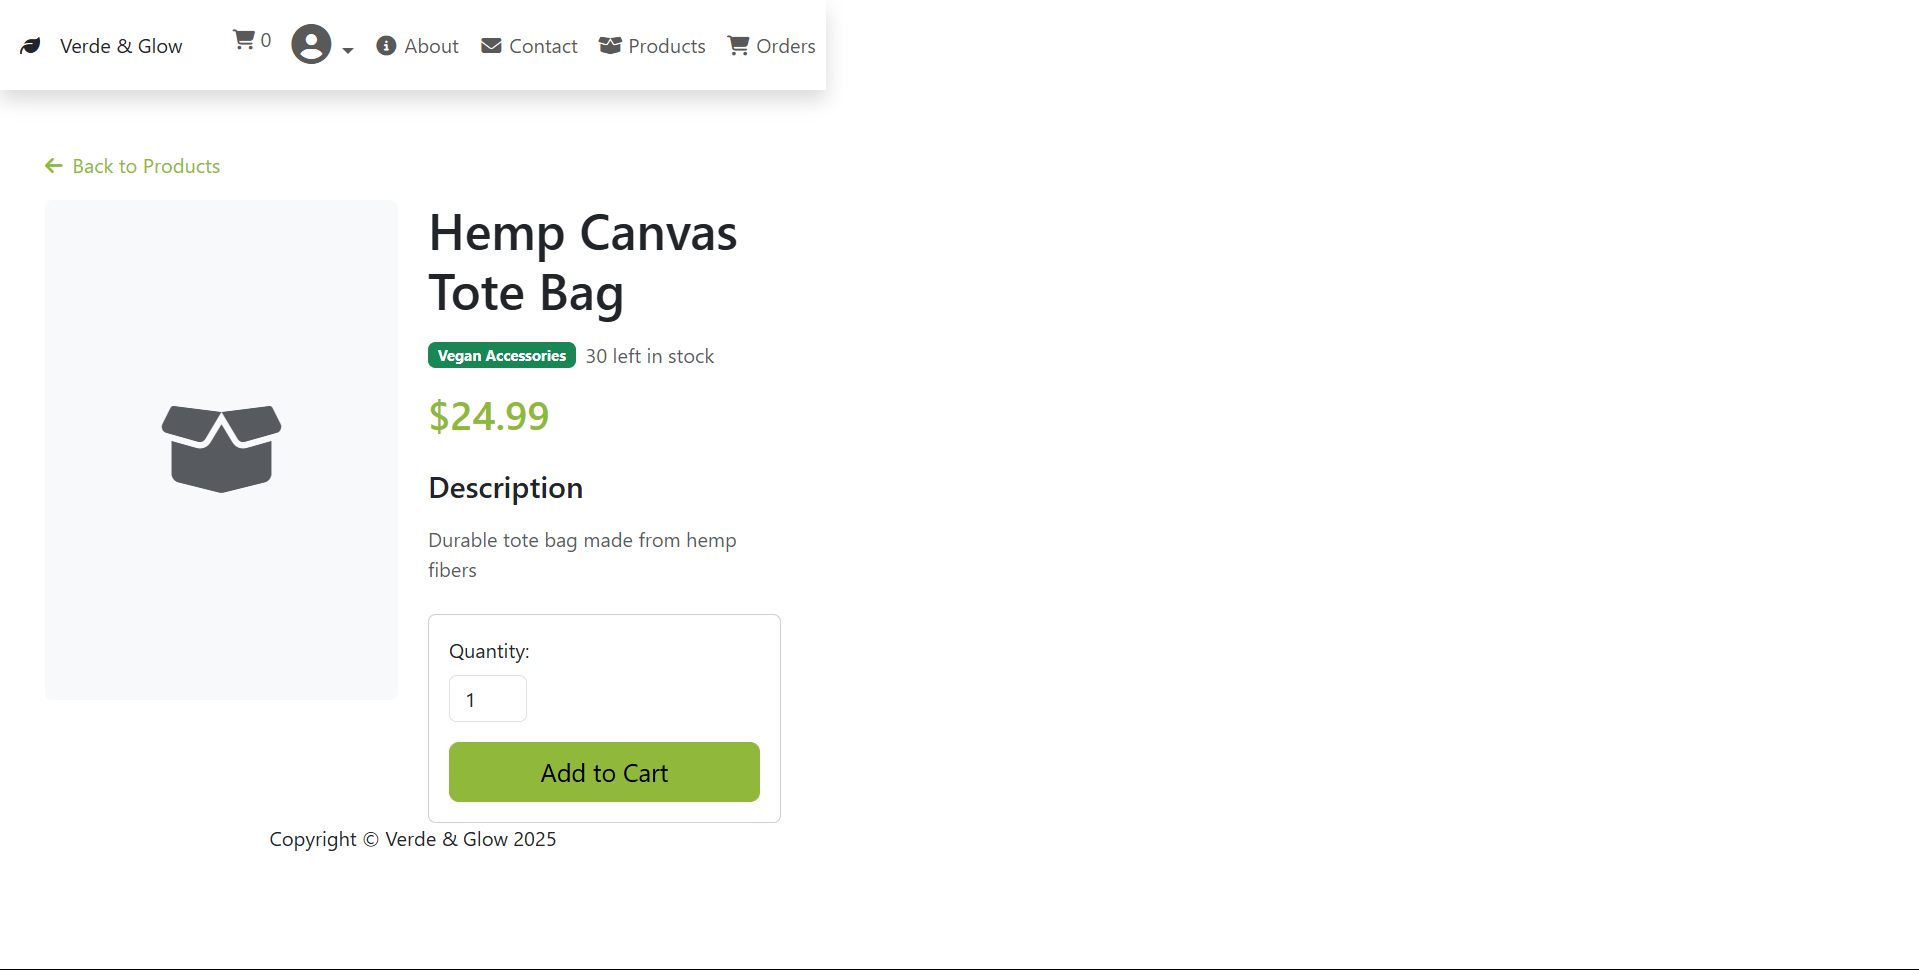 Verde & Glow 0 About Contact Products Orders
Back to Products
Hemp Canvas
Tote Bag
Vegan Accessories 30 left in stock
$24.99
Description
Durable tote bag made from hemp
fibers
Quantity:
1
Add to Cart
Copyright © Verde & Glow 2025